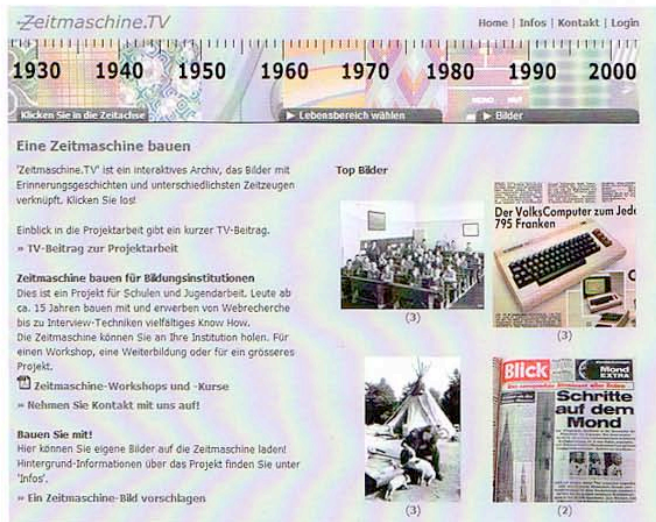 Zeitmaschine.TV
Home | Infos | Kontakt | Login
1930 1940 1950 1960 1970 1980 1990 2000
Klicken Sie in die Zeitachse
Lebensbereich wählen
Bilder
Eine Zeitmaschine bauen
'Zeitmaschine.TV' ist ein interaktives Archiv, das Bilder mit
Erinnerungsgeschichten und unterschiedlichsten Zeitzeugen
verknüpft. Klicken Sie los!
Einblick in die Projektarbeit gibt ein kurzer TV-Beitrag.
» TV-Beitrag zur Projektarbeit
Zeitmaschine bauen für Bildungsinstitutionen
Dies ist ein Projekt für Schulen und Jugendarbeit. Leute ab
ca. 15 Jahren bauen mit und erwerben von Webrecherche
bis zu Interview-Techniken vielfältiges Know How.
Die Zeitmaschine können Sie an Ihre Institution holen. Für
einen Workshop, eine Weiterbildung oder für ein grösseres
Projekt.
Zeitmaschine-Workshops und -Kurse
» Nehmen Sie Kontakt mit uns auf!
Bauen Sie mit!
Hier können Sie eigene Bilder auf die Zeitmaschine laden!
Hintergrund-Informationen über das Projekt finden Sie unter
'Infos'.
» Ein Zeitmaschine-Bild vorschlagen
Top Bilder
(3)
Der VolksComputer zum Jede
795 Franken
(3)
(3)
Blick
Mond
EXTRA
Schritte
auf dem
Mond
(2)